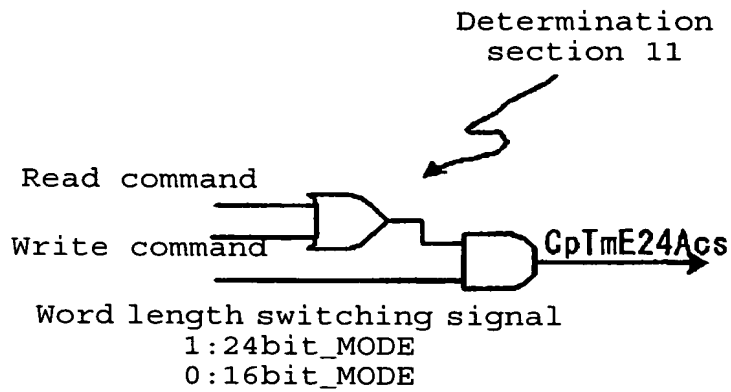 Determination
section 11
Read command
Write command
CpTmE24Acs
Word length switching signal
1:24bit_MODE
0:16bit_MODE